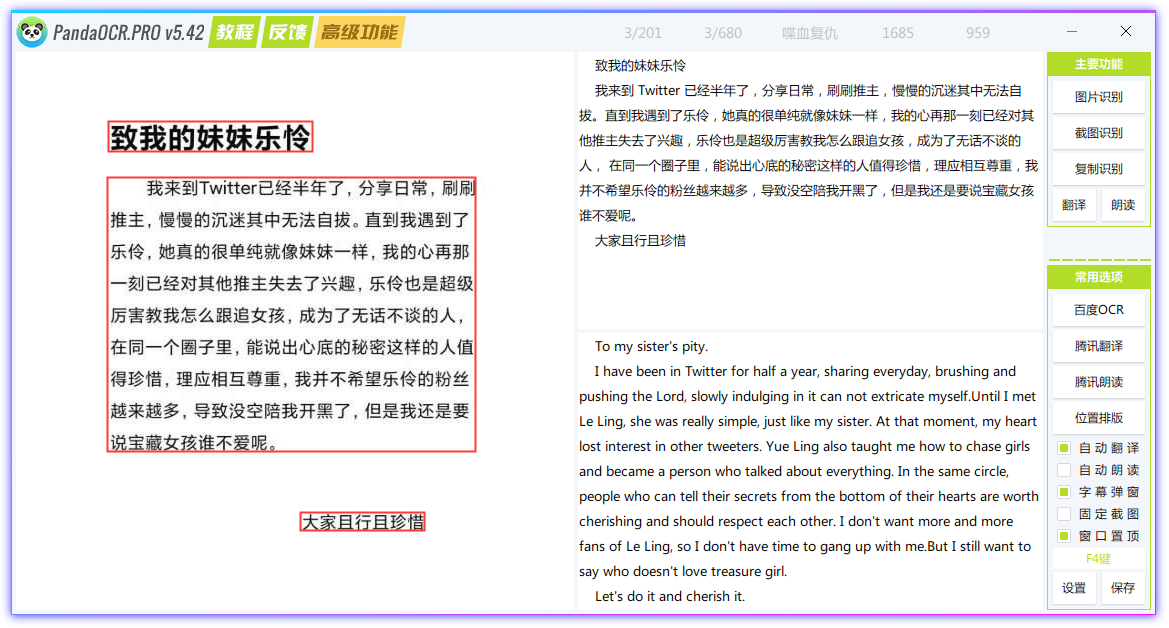 PandaOCR.PRO v5.42 教程 反馈 高级功能 3/201 3/680 喋血复仇 1685 959
致我的妹妹乐怜
我来到Twitter已经半年了，分享日常，刷刷
推主，慢慢的沉迷其中无法自拔。直到我遇到了
乐伶，她真的很单纯就像妹妹一样，我的心再那
一刻已经对其他推主失去了兴趣，乐伶也是超级
厉害教我怎么跟追女孩，成为了无话不谈的人，
在同一个圈子里，能说出心底的秘密这样的人值
得珍惜，理应相互尊重，我并不希望乐伶的粉丝
越来越多，导致没空陪我开黑了，但是我还是要
说宝藏女孩谁不爱呢。
大家且行且珍惜
致我的妹妹乐怜
我来到 Twitter 已经半年了，分享日常，刷刷推主，慢慢的沉迷其中无法自
拔。直到我遇到了乐伶，她真的很单纯就像妹妹一样，我的心再那一刻已经对其
他推主失去了兴趣，乐伶也是超级厉害教我怎么跟追女孩，成为了无话不谈的
人， 在同一个圈子里，能说出心底的秘密这样的人值得珍惜，理应相互尊重，我
并不希望乐伶的粉丝越来越多，导致没空陪我开黑了，但是我还是要说宝藏女孩
谁不爱呢。
大家且行且珍惜
To my sister's pity.
I have been in Twitter for half a year, sharing everyday, brushing and
pushing the Lord, slowly indulging in it can not extricate myself.Until I met
Le Ling, she was really simple, just like my sister. At that moment, my heart
lost interest in other tweeters. Yue Ling also taught me how to chase girls
and became a person who talked about everything. In the same circle,
people who can tell their secrets from the bottom of their hearts are worth
cherishing and should respect each other. I don't want more and more
fans of Le Ling, so I don't have time to gang up with me.But I still want to
say who doesn't love treasure girl.
Let's do it and cherish it.
主要功能
图片识别
截图识别
复制识别
翻译 朗读
常用选项
百度OCR
腾讯翻译
腾讯朗读
位置排版
自动翻译
自动朗读
字幕弹窗
固定截图
窗口置顶
F4键
设置 保存